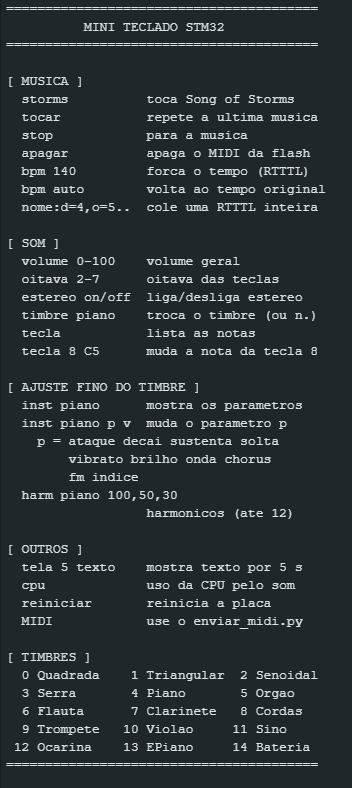 ========================================
MINI TECLADO STM32
========================================
[ MUSICA ]
storms          toca Song of Storms
tocar           repete a ultima musica
stop            para a musica
apagar          apaga o MIDI da flash
bpm 140         forca o tempo (RTTTL)
bpm auto        volta ao tempo original
nome:d=4,o=5..  cole uma RTTTL inteira
[ SOM ]
volume 0-100    volume geral
oitava 2-7      oitava das teclas
estereo on/off  liga/desliga estereo
timbre piano    troca o timbre (ou n.)
tecla           lista as notas
tecla 8 C5      muda a nota da tecla 8
[ AJUSTE FINO DO TIMBRE ]
inst piano      mostra os parametros
inst piano p v  muda o parametro p
p = ataque decai sustenta solta
vibrato brilho onda chorus
fm indice
harm piano 100,50,30
harmonicos (ate 12)
[ OUTROS ]
tela 5 texto    mostra texto por 5 s
cpu             uso da CPU pelo som
reiniciar       reinicia a placa
MIDI            use o enviar_midi.py
[ TIMBRES ]
0 Quadrada    1 Triangular  2 Senoidal
3 Serra       4 Piano       5 Orgao
6 Flauta      7 Clarinete   8 Cordas
9 Trompete   10 Violao     11 Sino
12 Ocarina    13 EPiano     14 Bateria
========================================